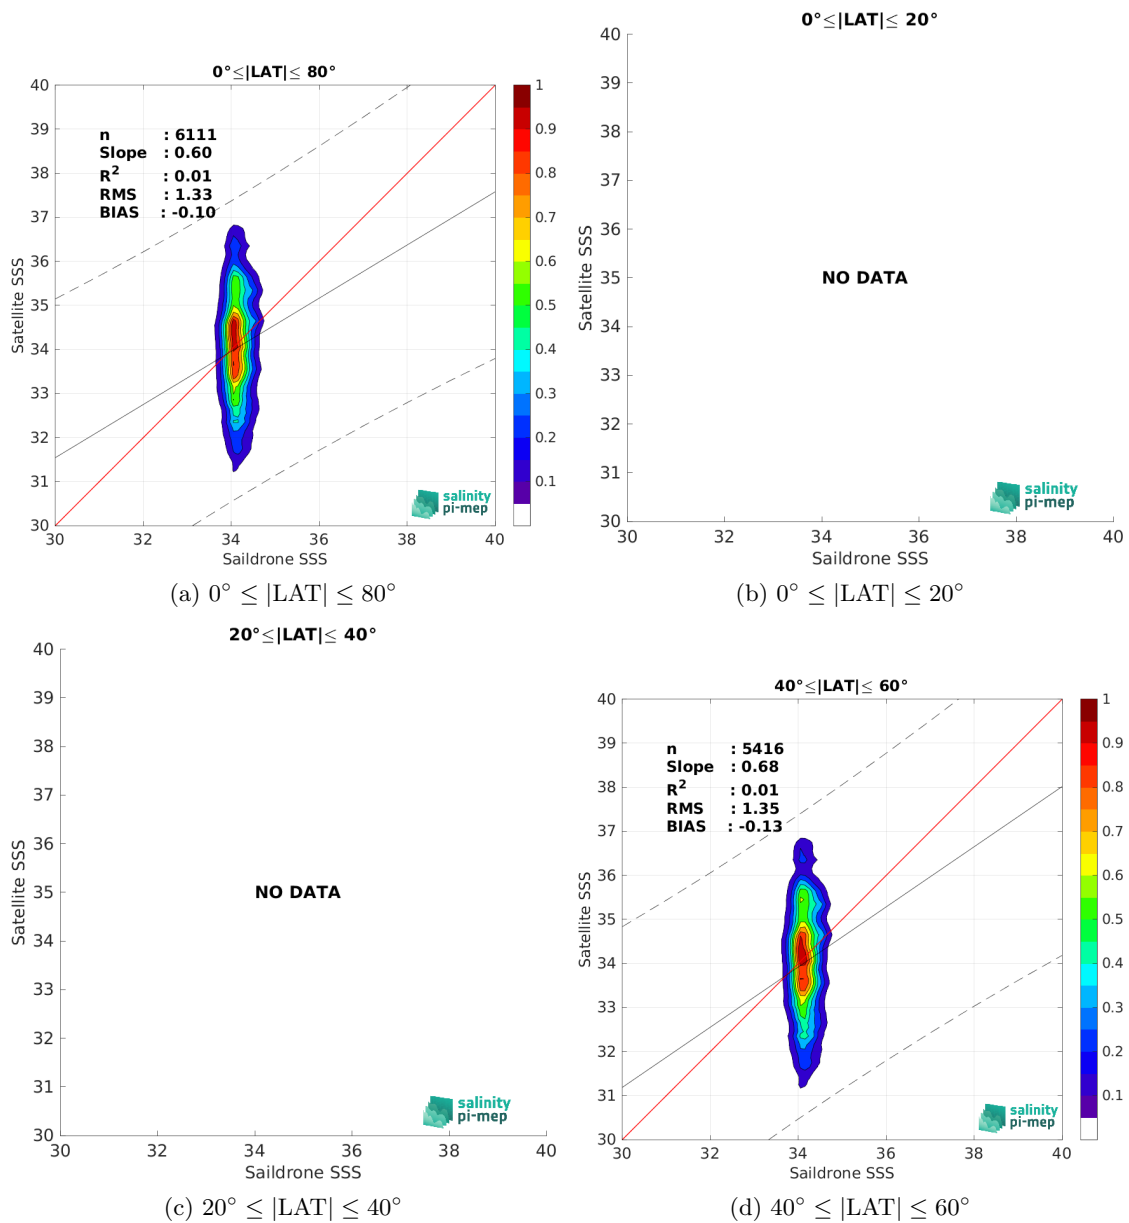 0°≤|LAT|≤ 80°
40
39
38
37
36
35
34
33
32
31
30
Satellite SSS
n : 6111
Slope : 0.60
R² : 0.01
RMS : 1.33
BIAS : -0.10
salinity
pi-mep
30 32 34 36 38 40
Saildrone SSS
1
0.9
0.8
0.7
0.6
0.5
0.4
0.3
0.2
0.1
(a) 0° ≤ |LAT| ≤ 80°
0°≤|LAT|≤ 20°
40
39
38
37
36
35
34
33
32
31
30
Satellite SSS
NO DATA
salinity
pi-mep
30 32 34 36 38 40
Saildrone SSS
(b) 0° ≤ |LAT| ≤ 20°
20°≤|LAT|≤ 40°
40
39
38
37
36
35
34
33
32
31
30
Satellite SSS
NO DATA
salinity
pi-mep
30 32 34 36 38 40
Saildrone SSS
(c) 20° ≤ |LAT| ≤ 40°
40°≤|LAT|≤ 60°
40
39
38
37
36
35
34
33
32
31
30
Satellite SSS
n : 5416
Slope : 0.68
R² : 0.01
RMS : 1.35
BIAS : -0.13
salinity
pi-mep
30 32 34 36 38 40
Saildrone SSS
1
0.9
0.8
0.7
0.6
0.5
0.4
0.3
0.2
0.1
(d) 40° ≤ |LAT| ≤ 60°